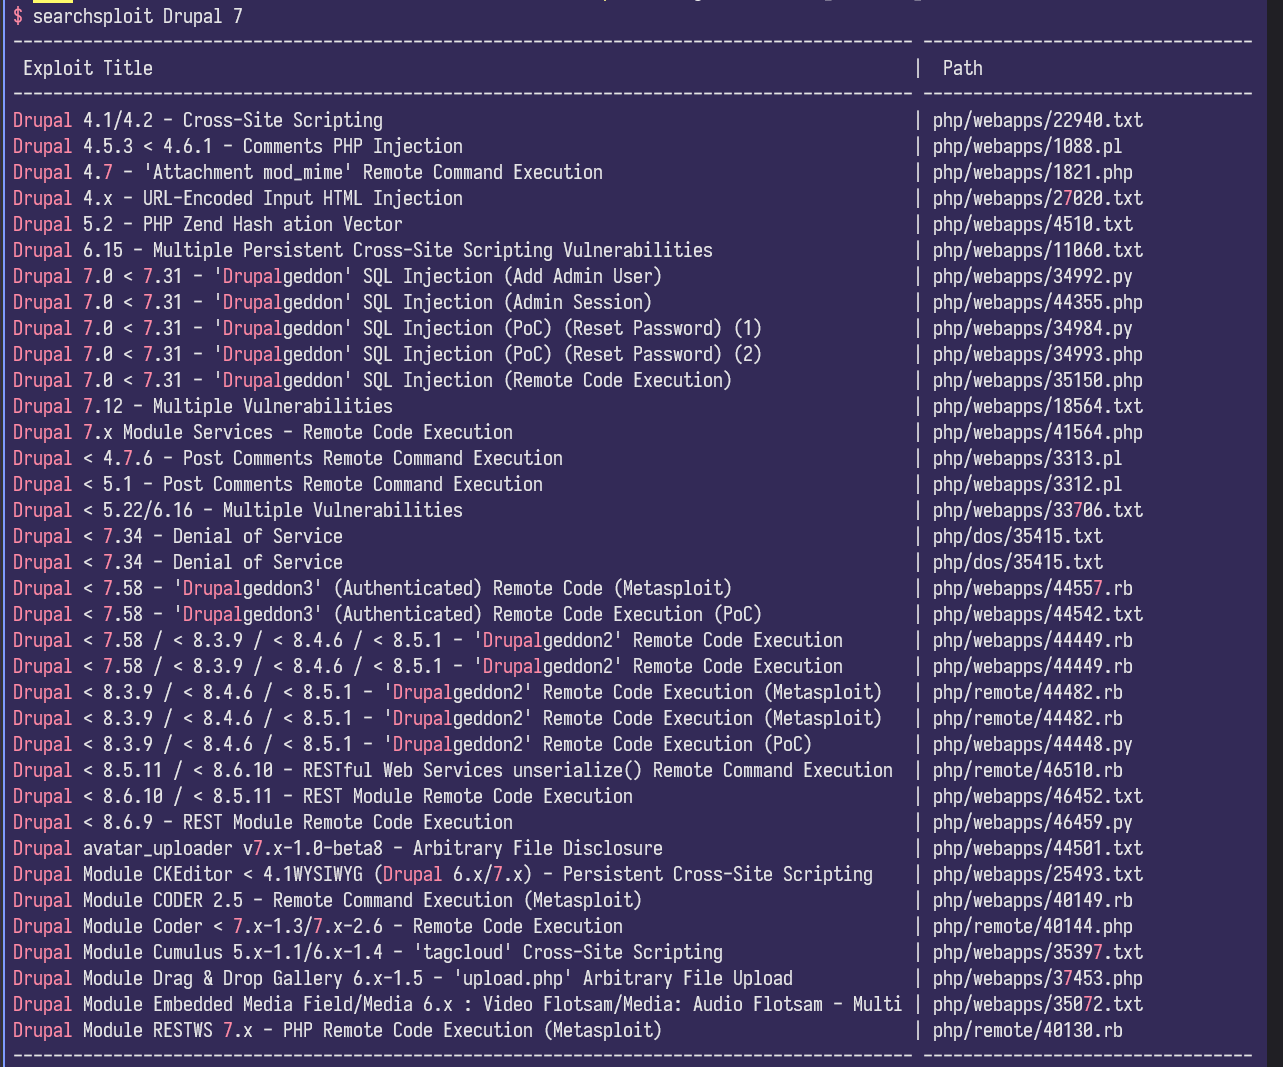 $ searchsploit Drupal 7
------------------------------------------------------------------------------------------ ---------------------------------
 Exploit Title                                                                            |  Path
------------------------------------------------------------------------------------------ ---------------------------------
Drupal 4.1/4.2 - Cross-Site Scripting                                                     | php/webapps/22940.txt
Drupal 4.5.3 < 4.6.1 - Comments PHP Injection                                             | php/webapps/1088.pl
Drupal 4.7 - 'Attachment mod_mime' Remote Command Execution                               | php/webapps/1821.php
Drupal 4.x - URL-Encoded Input HTML Injection                                             | php/webapps/27020.txt
Drupal 5.2 - PHP Zend Hash ation Vector                                                   | php/webapps/4510.txt
Drupal 6.15 - Multiple Persistent Cross-Site Scripting Vulnerabilities                    | php/webapps/11060.txt
Drupal 7.0 < 7.31 - 'Drupalgeddon' SQL Injection (Add Admin User)                         | php/webapps/34992.py
Drupal 7.0 < 7.31 - 'Drupalgeddon' SQL Injection (Admin Session)                          | php/webapps/44355.php
Drupal 7.0 < 7.31 - 'Drupalgeddon' SQL Injection (PoC) (Reset Password) (1)               | php/webapps/34984.py
Drupal 7.0 < 7.31 - 'Drupalgeddon' SQL Injection (PoC) (Reset Password) (2)               | php/webapps/34993.php
Drupal 7.0 < 7.31 - 'Drupalgeddon' SQL Injection (Remote Code Execution)                  | php/webapps/35150.php
Drupal 7.12 - Multiple Vulnerabilities                                                    | php/webapps/18564.txt
Drupal 7.x Module Services - Remote Code Execution                                        | php/webapps/41564.php
Drupal < 4.7.6 - Post Comments Remote Command Execution                                   | php/webapps/3313.pl
Drupal < 5.1 - Post Comments Remote Command Execution                                     | php/webapps/3312.pl
Drupal < 5.22/6.16 - Multiple Vulnerabilities                                             | php/webapps/33706.txt
Drupal < 7.34 - Denial of Service                                                         | php/dos/35415.txt
Drupal < 7.34 - Denial of Service                                                         | php/dos/35415.txt
Drupal < 7.58 - 'Drupalgeddon3' (Authenticated) Remote Code (Metasploit)                  | php/webapps/44557.rb
Drupal < 7.58 - 'Drupalgeddon3' (Authenticated) Remote Code Execution (PoC)               | php/webapps/44542.txt
Drupal < 7.58 / < 8.3.9 / < 8.4.6 / < 8.5.1 - 'Drupalgeddon2' Remote Code Execution       | php/webapps/44449.rb
Drupal < 7.58 / < 8.3.9 / < 8.4.6 / < 8.5.1 - 'Drupalgeddon2' Remote Code Execution       | php/webapps/44449.rb
Drupal < 8.3.9 / < 8.4.6 / < 8.5.1 - 'Drupalgeddon2' Remote Code Execution (Metasploit)   | php/remote/44482.rb
Drupal < 8.3.9 / < 8.4.6 / < 8.5.1 - 'Drupalgeddon2' Remote Code Execution (Metasploit)   | php/remote/44482.rb
Drupal < 8.3.9 / < 8.4.6 / < 8.5.1 - 'Drupalgeddon2' Remote Code Execution (PoC)          | php/webapps/44448.py
Drupal < 8.5.11 / < 8.6.10 - RESTful Web Services unserialize() Remote Command Execution  | php/remote/46510.rb
Drupal < 8.6.10 / < 8.5.11 - REST Module Remote Code Execution                            | php/webapps/46452.txt
Drupal < 8.6.9 - REST Module Remote Code Execution                                        | php/webapps/46459.py
Drupal avatar_uploader v7.x-1.0-beta8 - Arbitrary File Disclosure                         | php/webapps/44501.txt
Drupal Module CKEditor < 4.1WYSIWYG (Drupal 6.x/7.x) - Persistent Cross-Site Scripting    | php/webapps/25493.txt
Drupal Module CODER 2.5 - Remote Command Execution (Metasploit)                           | php/webapps/40149.rb
Drupal Module Coder < 7.x-1.3/7.x-2.6 - Remote Code Execution                             | php/remote/40144.php
Drupal Module Cumulus 5.x-1.1/6.x-1.4 - 'tagcloud' Cross-Site Scripting                   | php/webapps/35397.txt
Drupal Module Drag & Drop Gallery 6.x-1.5 - 'upload.php' Arbitrary File Upload            | php/webapps/37453.php
Drupal Module Embedded Media Field/Media 6.x : Video Flotsam/Media: Audio Flotsam - Multi | php/webapps/35072.txt
Drupal Module RESTWS 7.x - PHP Remote Code Execution (Metasploit)                         | php/remote/40130.rb
------------------------------------------------------------------------------------------ ---------------------------------